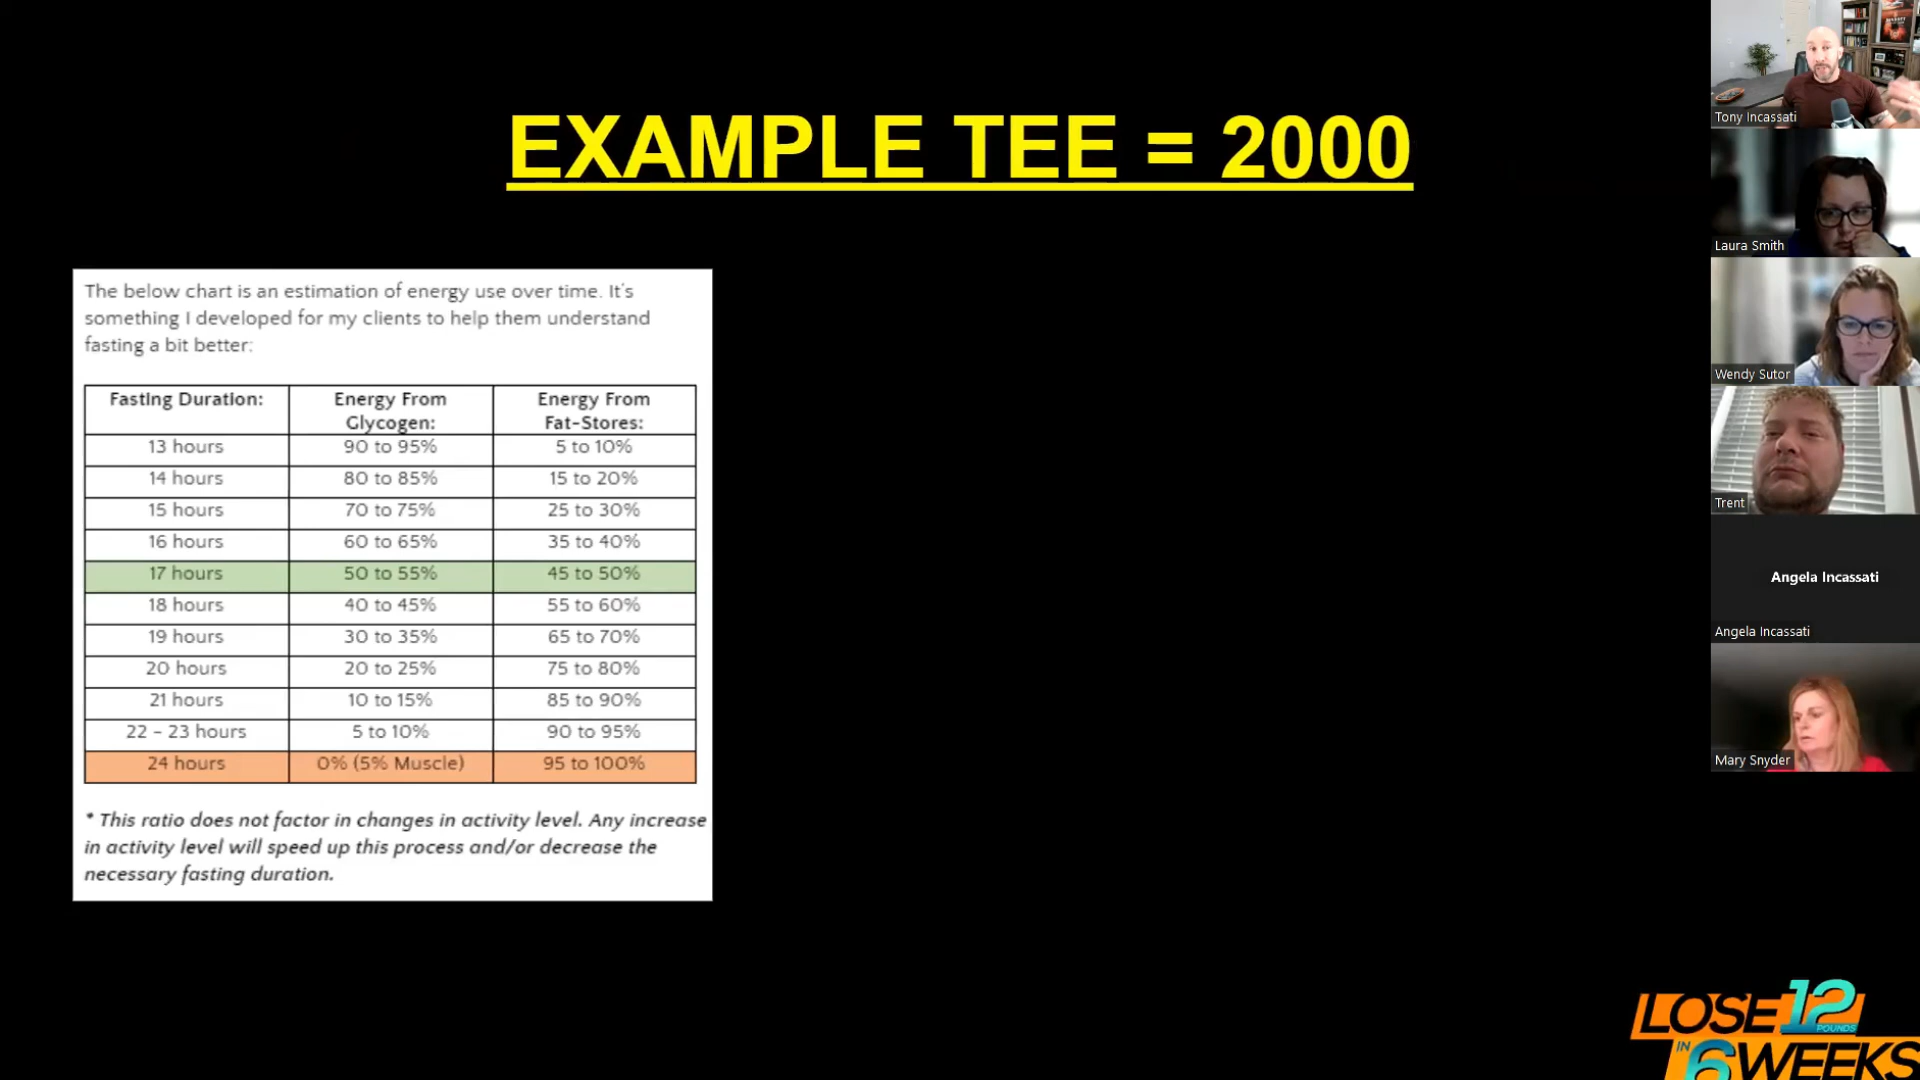 EXAMPLE TEE = 2000
The below chart is an estimation of energy use over time. It's
something I developed for my clients to help them understand
fasting a bit better:
Fasting Duration: Energy From Glycogen: Energy From Fat-Stores:
13 hours 90 to 95% 5 to 10%
14 hours 80 to 85% 15 to 20%
15 hours 70 to 75% 25 to 30%
16 hours 60 to 65% 35 to 40%
17 hours 50 to 55% 45 to 50%
18 hours 40 to 45% 55 to 60%
19 hours 30 to 35% 65 to 70%
20 hours 20 to 25% 75 to 80%
21 hours 10 to 15% 85 to 90%
22 - 23 hours 5 to 10% 90 to 95%
24 hours 0% (5% Muscle) 95 to 100%
* This ratio does not factor in changes in activity level. Any increase
in activity level will speed up this process and/or decrease the
necessary fasting duration.
Tony Incassati
Laura Smith
Wendy Sutor
Trent
Angela Incassati
Angela Incassati
Mary Snyder
LOSE 12
POUNDS
IN 6 WEEKS